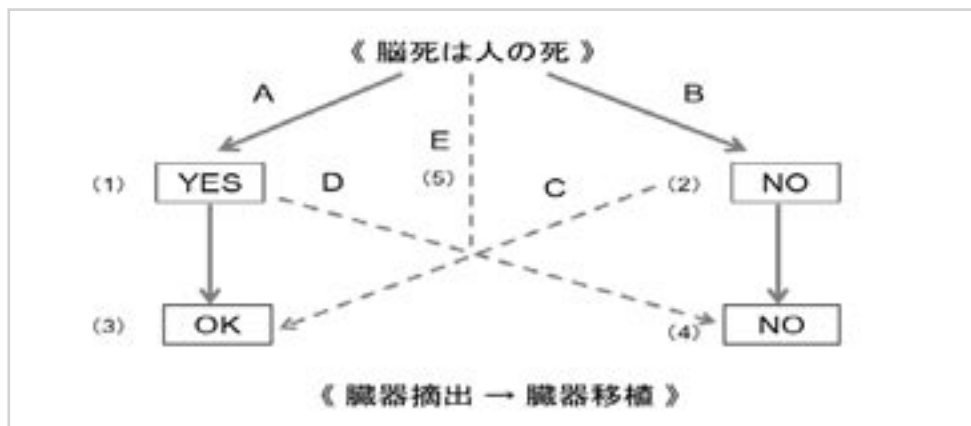 《 脳死は人の死 》
A
B
E
(1) YES
D
(5)
C
(2) NO
(3) OK
(4) NO
《 臓器摘出 → 臓器移植 》